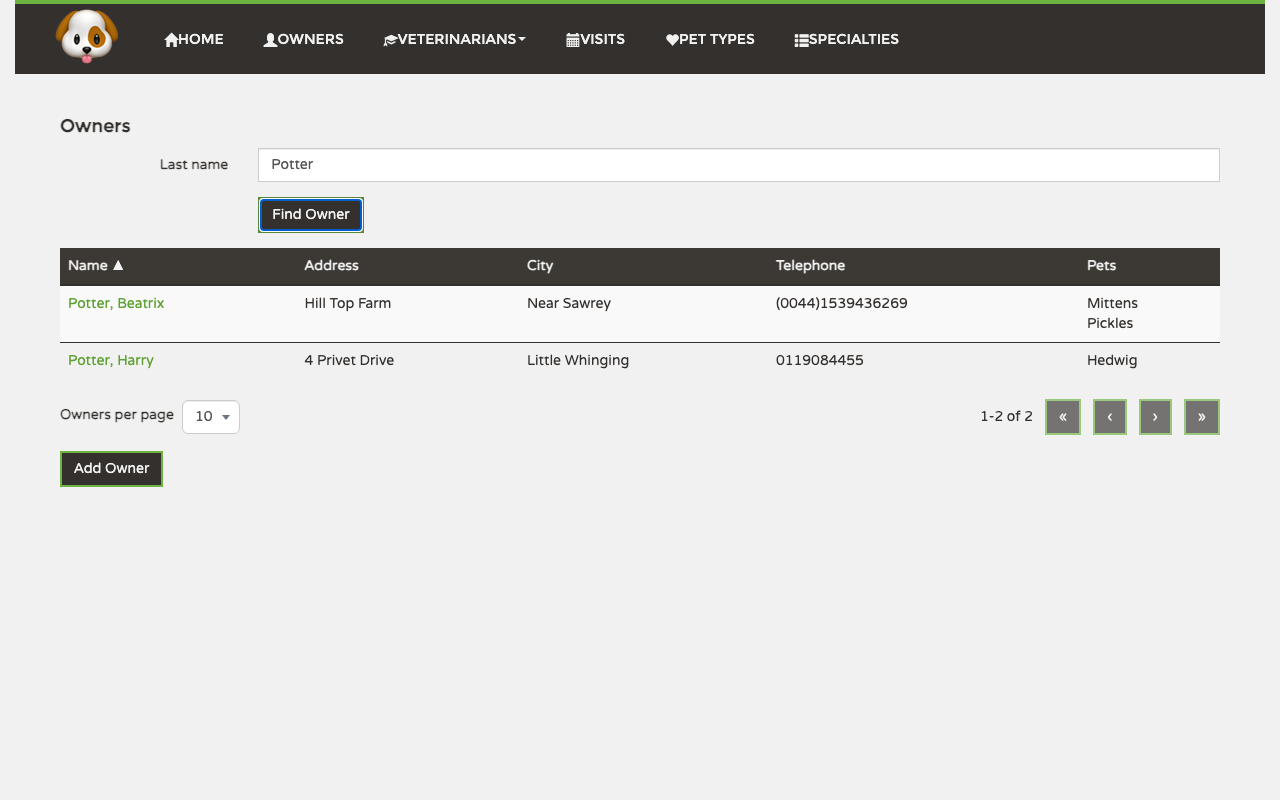 HOME OWNERS VETERINARIANS VISITS PET TYPES SPECIALTIES
Owners
Last name Potter
Find Owner
Name ▲ Address City Telephone Pets
Potter, Beatrix Hill Top Farm Near Sawrey (0044)1539436269 Mittens
Pickles
Potter, Harry 4 Privet Drive Little Whinging 0119084455 Hedwig
Owners per page 10 1-2 of 2 « ‹ › »
Add Owner